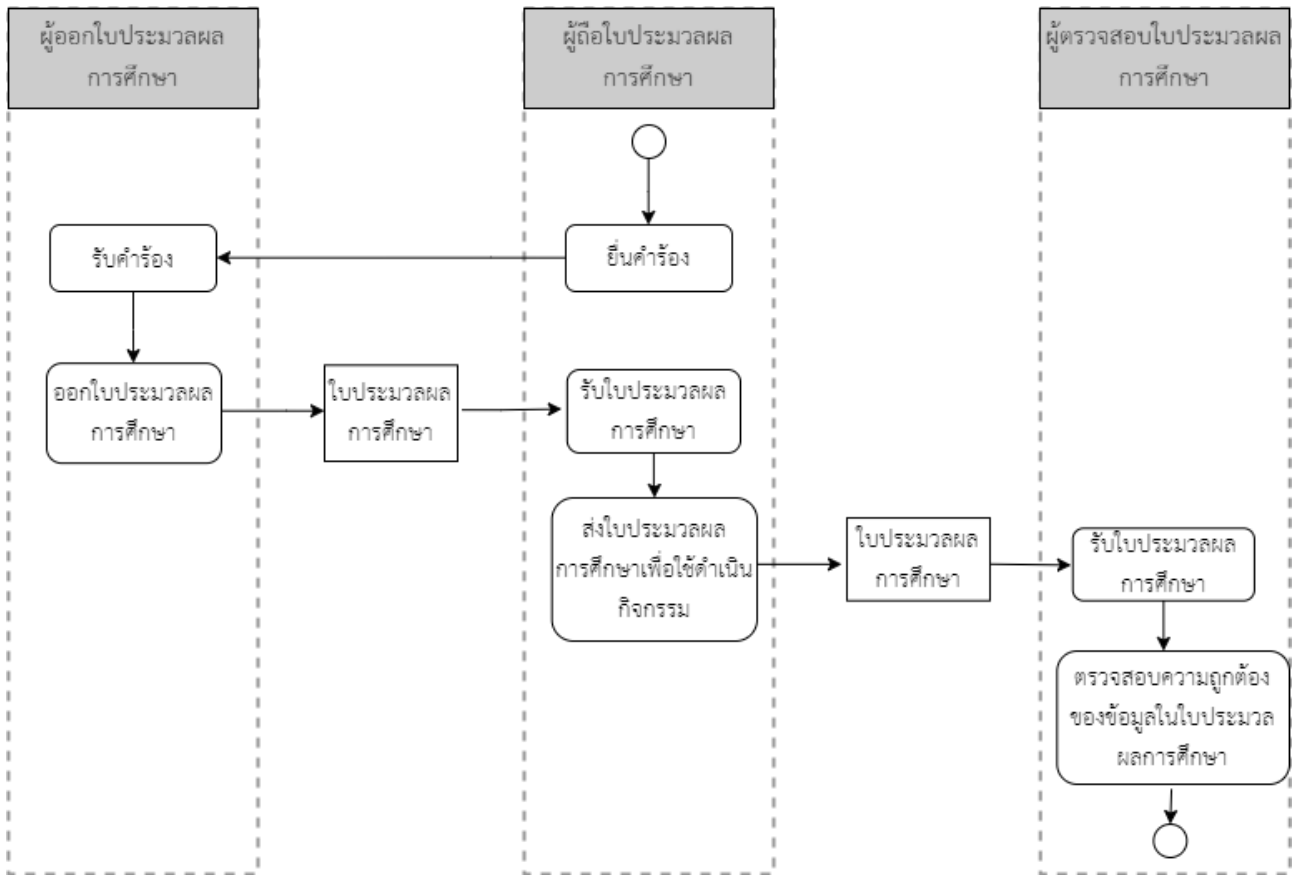 ผู้ออกใบประมวลผล
การศึกษา
ผู้ถือใบประมวลผล
การศึกษา
ผู้ตรวจสอบใบประมวลผล
การศึกษา
รับคำร้อง
ยื่นคำร้อง
ออกใบประมวลผล
การศึกษา
ใบประมวลผล
การศึกษา
รับใบประมวลผล
การศึกษา
ส่งใบประมวลผล
การศึกษาเพื่อใช้ดำเนิน
กิจกรรม
ใบประมวลผล
การศึกษา
รับใบประมวลผล
การศึกษา
ตรวจสอบความถูกต้อง
ของข้อมูลในใบประมวล
ผลการศึกษา